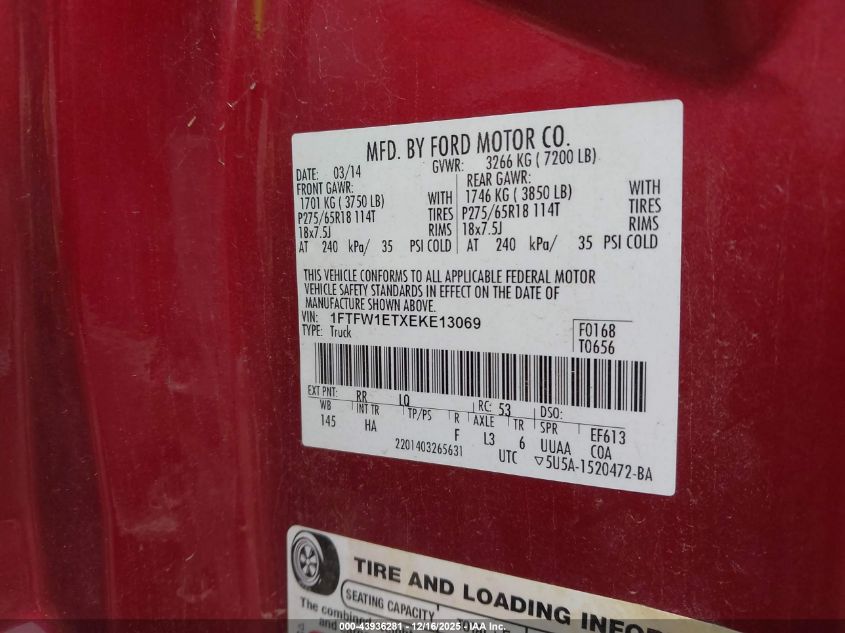 MFD. BY FORD MOTOR CO.
DATE: 03/14 GVWR: 3266 KG ( 7200 LB)
FRONT GAWR: REAR GAWR:
1701 KG ( 3750 LB) WITH 1746 KG ( 3850 LB) WITH
P275/65R18 114T TIRES P275/65R18 114T TIRES
18x7.5J RIMS 18x7.5J RIMS
AT 240 kPa/ 35 PSI COLD AT 240 kPa/ 35 PSI COLD
THIS VEHICLE CONFORMS TO ALL APPLICABLE FEDERAL MOTOR
VEHICLE SAFETY STANDARDS IN EFFECT ON THE DATE OF
MANUFACTURE SHOWN ABOVE.
VIN: 1FTFW1ETXEKE13069 F0168
TYPE: Truck T0656
EXT PNT: RR LQ RC: 53 DSO:
WB INT TR TP/PS R AXLE TR SPR EF613
145 HA F L3 6 UUAA COA
2201403265631 UTC ▽5U5A-1520472-BA
TIRE AND LOADING
SEATING CAPACITY
The combined
000-43936281 - 12/16/2025 - IAA Inc.